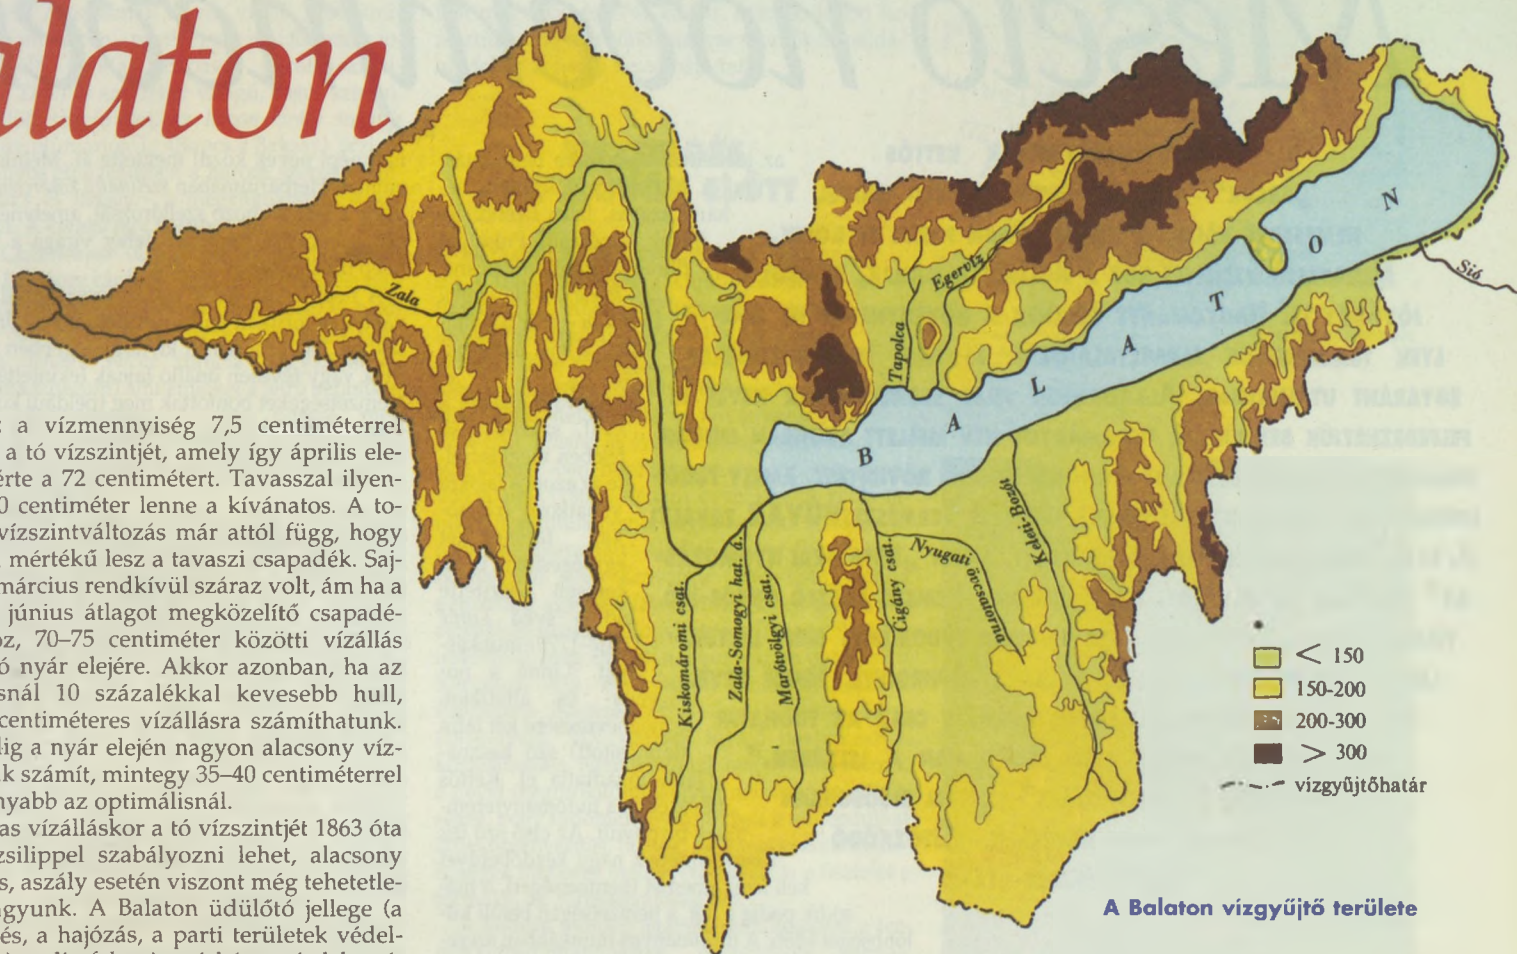 alaton
a vízmennyiség 7,5 centiméterrel
a tó vízszintjét, amely így április ele-
érte a 72 centimétert. Tavasszal ilyen-
0 centiméter lenne a kívánatos. A to-
vízszintváltozás már attól függ, hogy
mértékű lesz a tavaszi csapadék. Saj-
március rendkívül száraz volt, ám ha a
június átlagot megközelítő csapadé-
oz, 70–75 centiméter közötti vízállás
ó nyár elejére. Akkor azonban, ha az
snál 10 százalékkal kevesebb hull,
centiméteres vízállásra számíthatunk.
dig a nyár elején nagyon alacsony víz-
k számít, mintegy 35–40 centiméterrel
nyabb az optimálisnál.
as vízálláskor a tó vízszintjét 1863 óta
zsilippel szabályozni lehet, alacsony
s, aszály esetén viszont még tehetetle-
gyunk. A Balaton üdülőtó jellege (a
és, a hajózás, a parti területek védel-
Zala
Tapolca
Egervíz
BALATON
Sió
Kiskomáromi csat.
Zala-Somogyi hat. á.
Marótvölgyi csat.
Cigány csat.
Nyugati övcsatorna
Keleti-Bozót
< 150
150-200
200-300
> 300
vízgyűjtőhatár
A Balaton vízgyűjtő területe